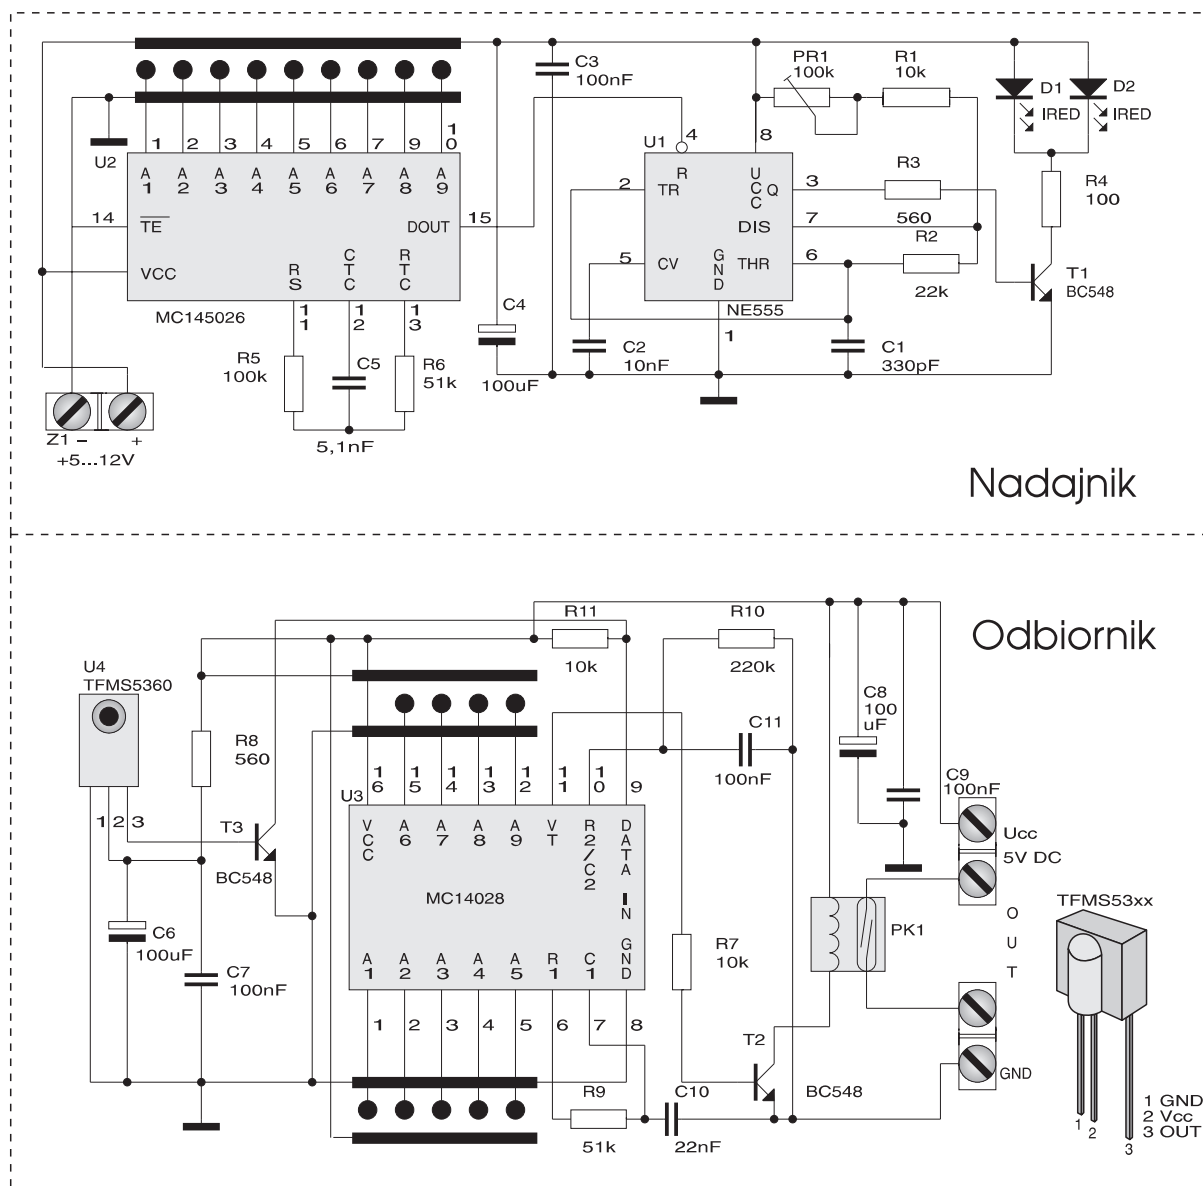 C3
100nF
PR1
100k
R1
10k
D1
IRED
D2
IRED
U2
1 2 3 4 5 6 7 9 10
A1 A2 A3 A4 A5 A6 A7 A8 A9
14
TE
DOUT
15
VCC
RS
CTC
RTC
11
12
13
MC145026
R5
100k
C5
R6
51k
5,1nF
C4
100uF
Z1 - +
+5...12V
U1
4
8
R
UCC
Q
2
TR
3
R3
560
DIS
7
R2
22k
5
CV
GND
THR
6
NE555
1
C2
10nF
C1
330pF
R4
100
T1
BC548
Nadajnik
Odbiornik
U4
TFMS5360
R8
560
R11
10k
R10
220k
C11
100nF
C8
100
uF
C9
100nF
1 2 3
T3
BC548
U3
16 15 14 13 12 11 10 9
VCC A6 A7 A8 A9 VT R2/C2 DATA IN
MC14028
A1 A2 A3 A4 A5 R1 C1 GND
1 2 3 4 5 6 7 8
C6
100uF
C7
100nF
R7
10k
R9
51k
C10
22nF
T2
BC548
PK1
Ucc
5V DC
OUT
GND
TFMS53xx
1 GND
2 Vcc
3 OUT
1 2 3